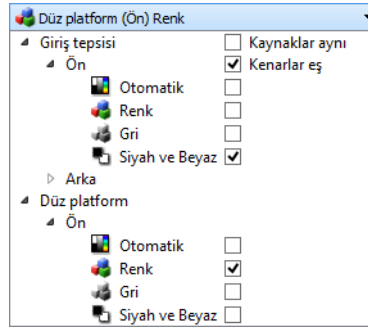 Düz platform (Ön) Renk
Giriş tepsisi Kaynaklar aynı
Ön Kenarlar eş
Otomatik
Renk
Gri
Siyah ve Beyaz
Arka
Düz platform
Ön
Otomatik
Renk
Gri
Siyah ve Beyaz